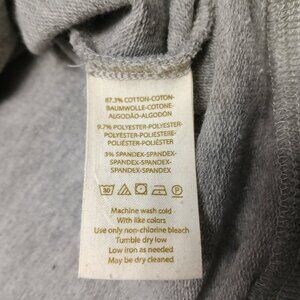 87.3% COTTON-COTON-
BAUMWOLLE-COTONE-
ALGODÃO-ALGODÓN
9.7% POLYESTER-POLYESTER-
POLYESTER-POLIESTERE-
POLIÉSTER-POLIÈSTER
3% SPANDEX-SPANDEX-
SPANDEX-SPANDEX-
SPANDEX-SPANDEX
30 P
Machine wash cold
With like colors
Use only non-chlorine bleach
Tumble dry low
Low iron as needed
May be dry cleaned